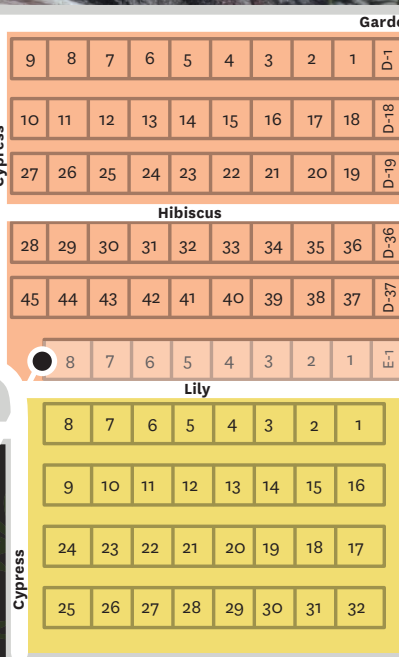 Garde
9 8 7 6 5 4 3 2 1 D-1
10 11 12 13 14 15 16 17 18 D-18
Cypress
27 26 25 24 23 22 21 20 19 D-19
Hibiscus
28 29 30 31 32 33 34 35 36 D-36
45 44 43 42 41 40 39 38 37 D-37
8 7 6 5 4 3 2 1 E-1
Lily
8 7 6 5 4 3 2 1
9 10 11 12 13 14 15 16
24 23 22 21 20 19 18 17
Cypress
25 26 27 28 29 30 31 32